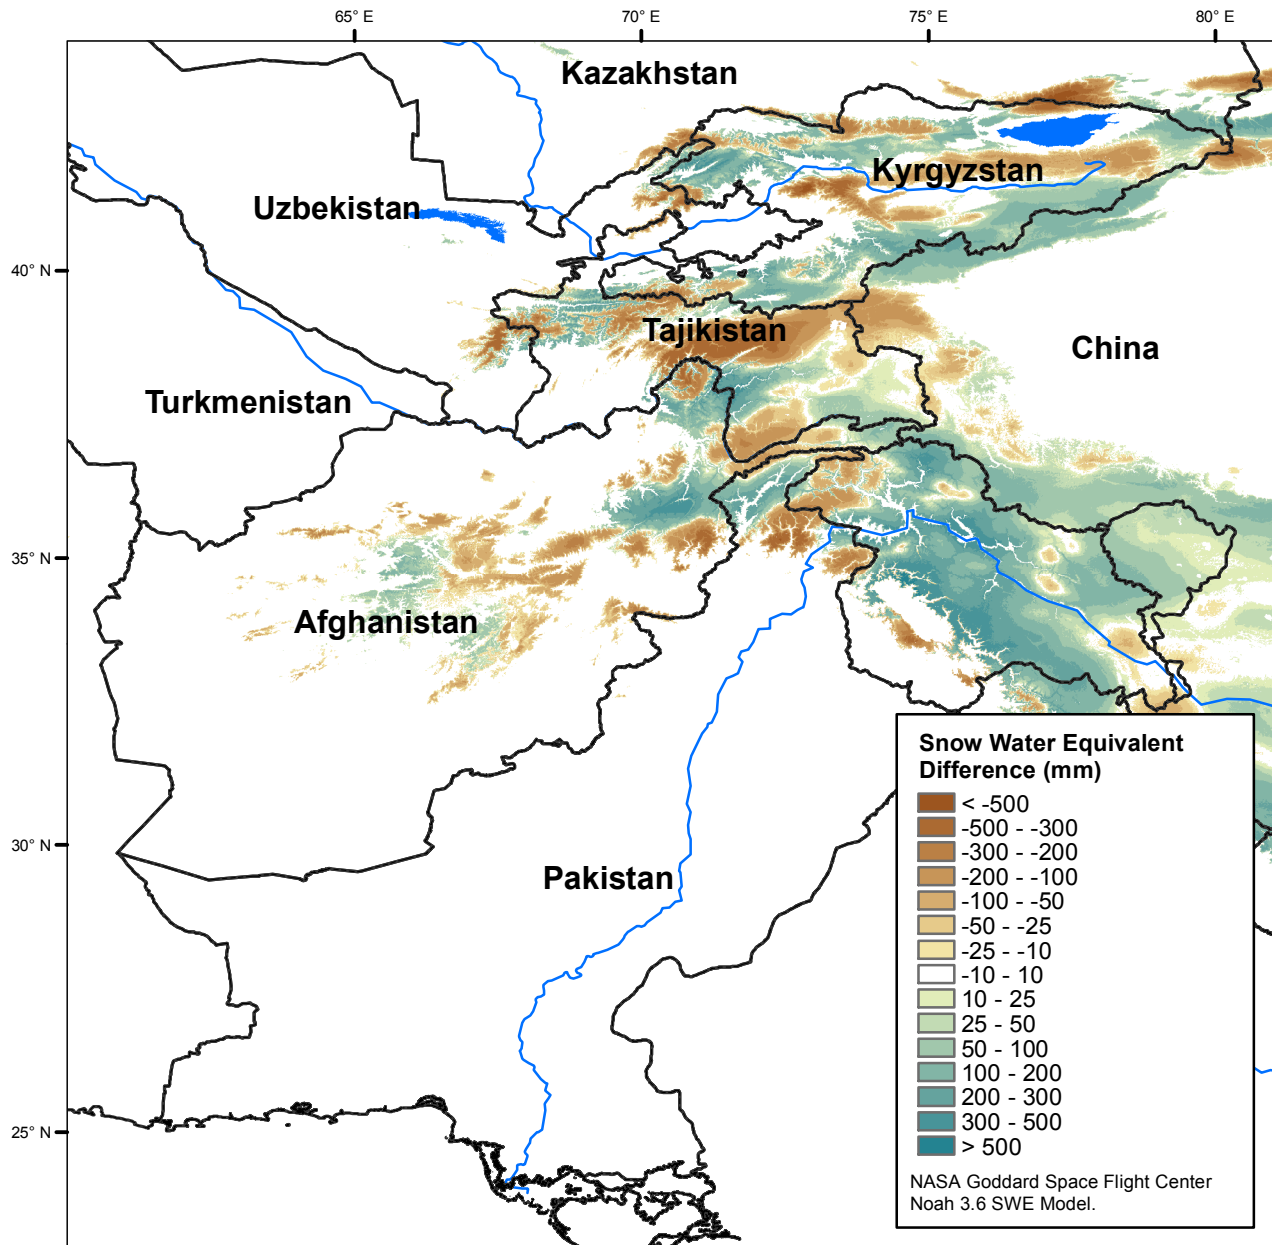 65° E
70° E
75° E
80° E
Kazakhstan
Kyrgyzstan
Uzbekistan
40° N
Tajikistan
China
Turkmenistan
35° N
Afghanistan
Snow Water Equivalent
Difference (mm)
< -500
-500 - -300
-300 - -200
-200 - -100
-100 - -50
-50 - -25
-25 - -10
-10 - 10
10 - 25
25 - 50
50 - 100
100 - 200
200 - 300
300 - 500
> 500
30° N
Pakistan
25° N
NASA Goddard Space Flight Center
Noah 3.6 SWE Model.